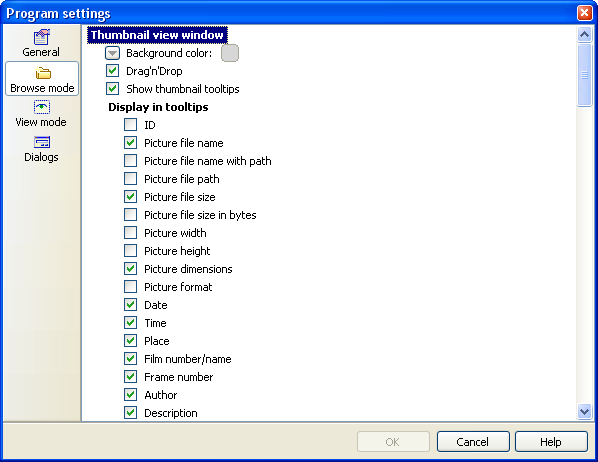 Program settings
General
Browse mode
View mode
Dialogs
Thumbnail view window
Background color:
Drag'n'Drop
Show thumbnail tooltips
Display in tooltips
ID
Picture file name
Picture file name with path
Picture file path
Picture file size
Picture file size in bytes
Picture width
Picture height
Picture dimensions
Picture format
Date
Time
Place
Film number/name
Frame number
Author
Description
OK
Cancel
Help